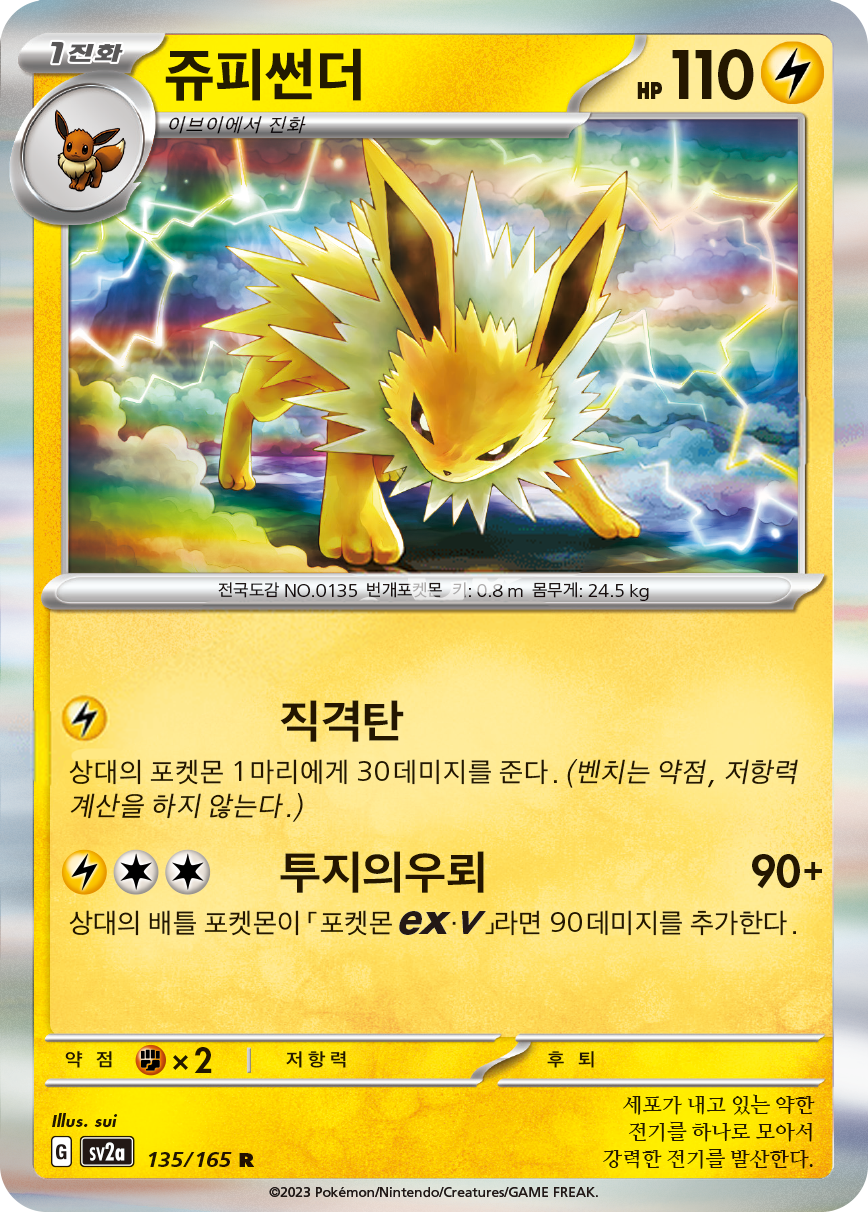 1진화
쥬피썬더
HP 110
이브이에서 진화
전국도감 NO.0135 번개포켓몬 키: 0.8 m 몸무게: 24.5 kg
직격탄
상대의 포켓몬 1마리에게 30데미지를 준다. (벤치는 약점, 저항력
계산을 하지 않는다.)
투지의우뢰 90+
상대의 배틀 포켓몬이 「포켓몬 ex·V」라면 90데미지를 추가한다.
약 점 ×2 저항력 후 퇴
Illus. sui
G sv2a 135/165 R
세포가 내고 있는 약한
전기를 하나로 모아서
강력한 전기를 발산한다.
©2023 Pokémon/Nintendo/Creatures/GAME FREAK.